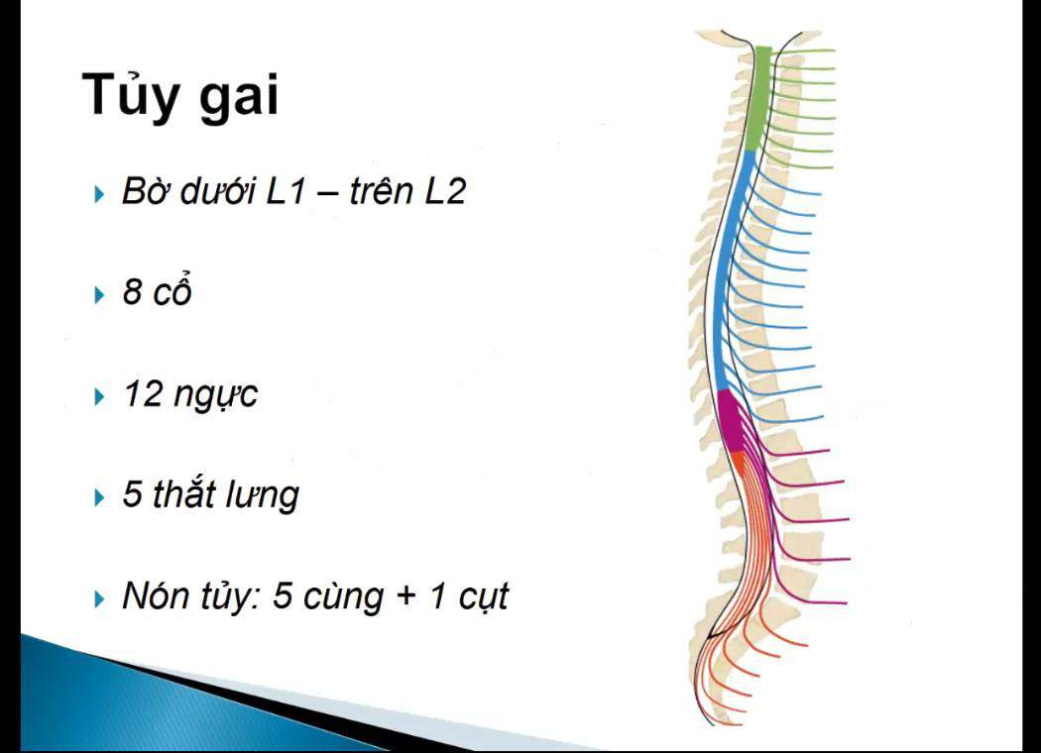 Tủy gai
Bờ dưới L1 – trên L2
8 cổ
12 ngực
5 thắt lưng
Nón tủy: 5 cùng + 1 cụt